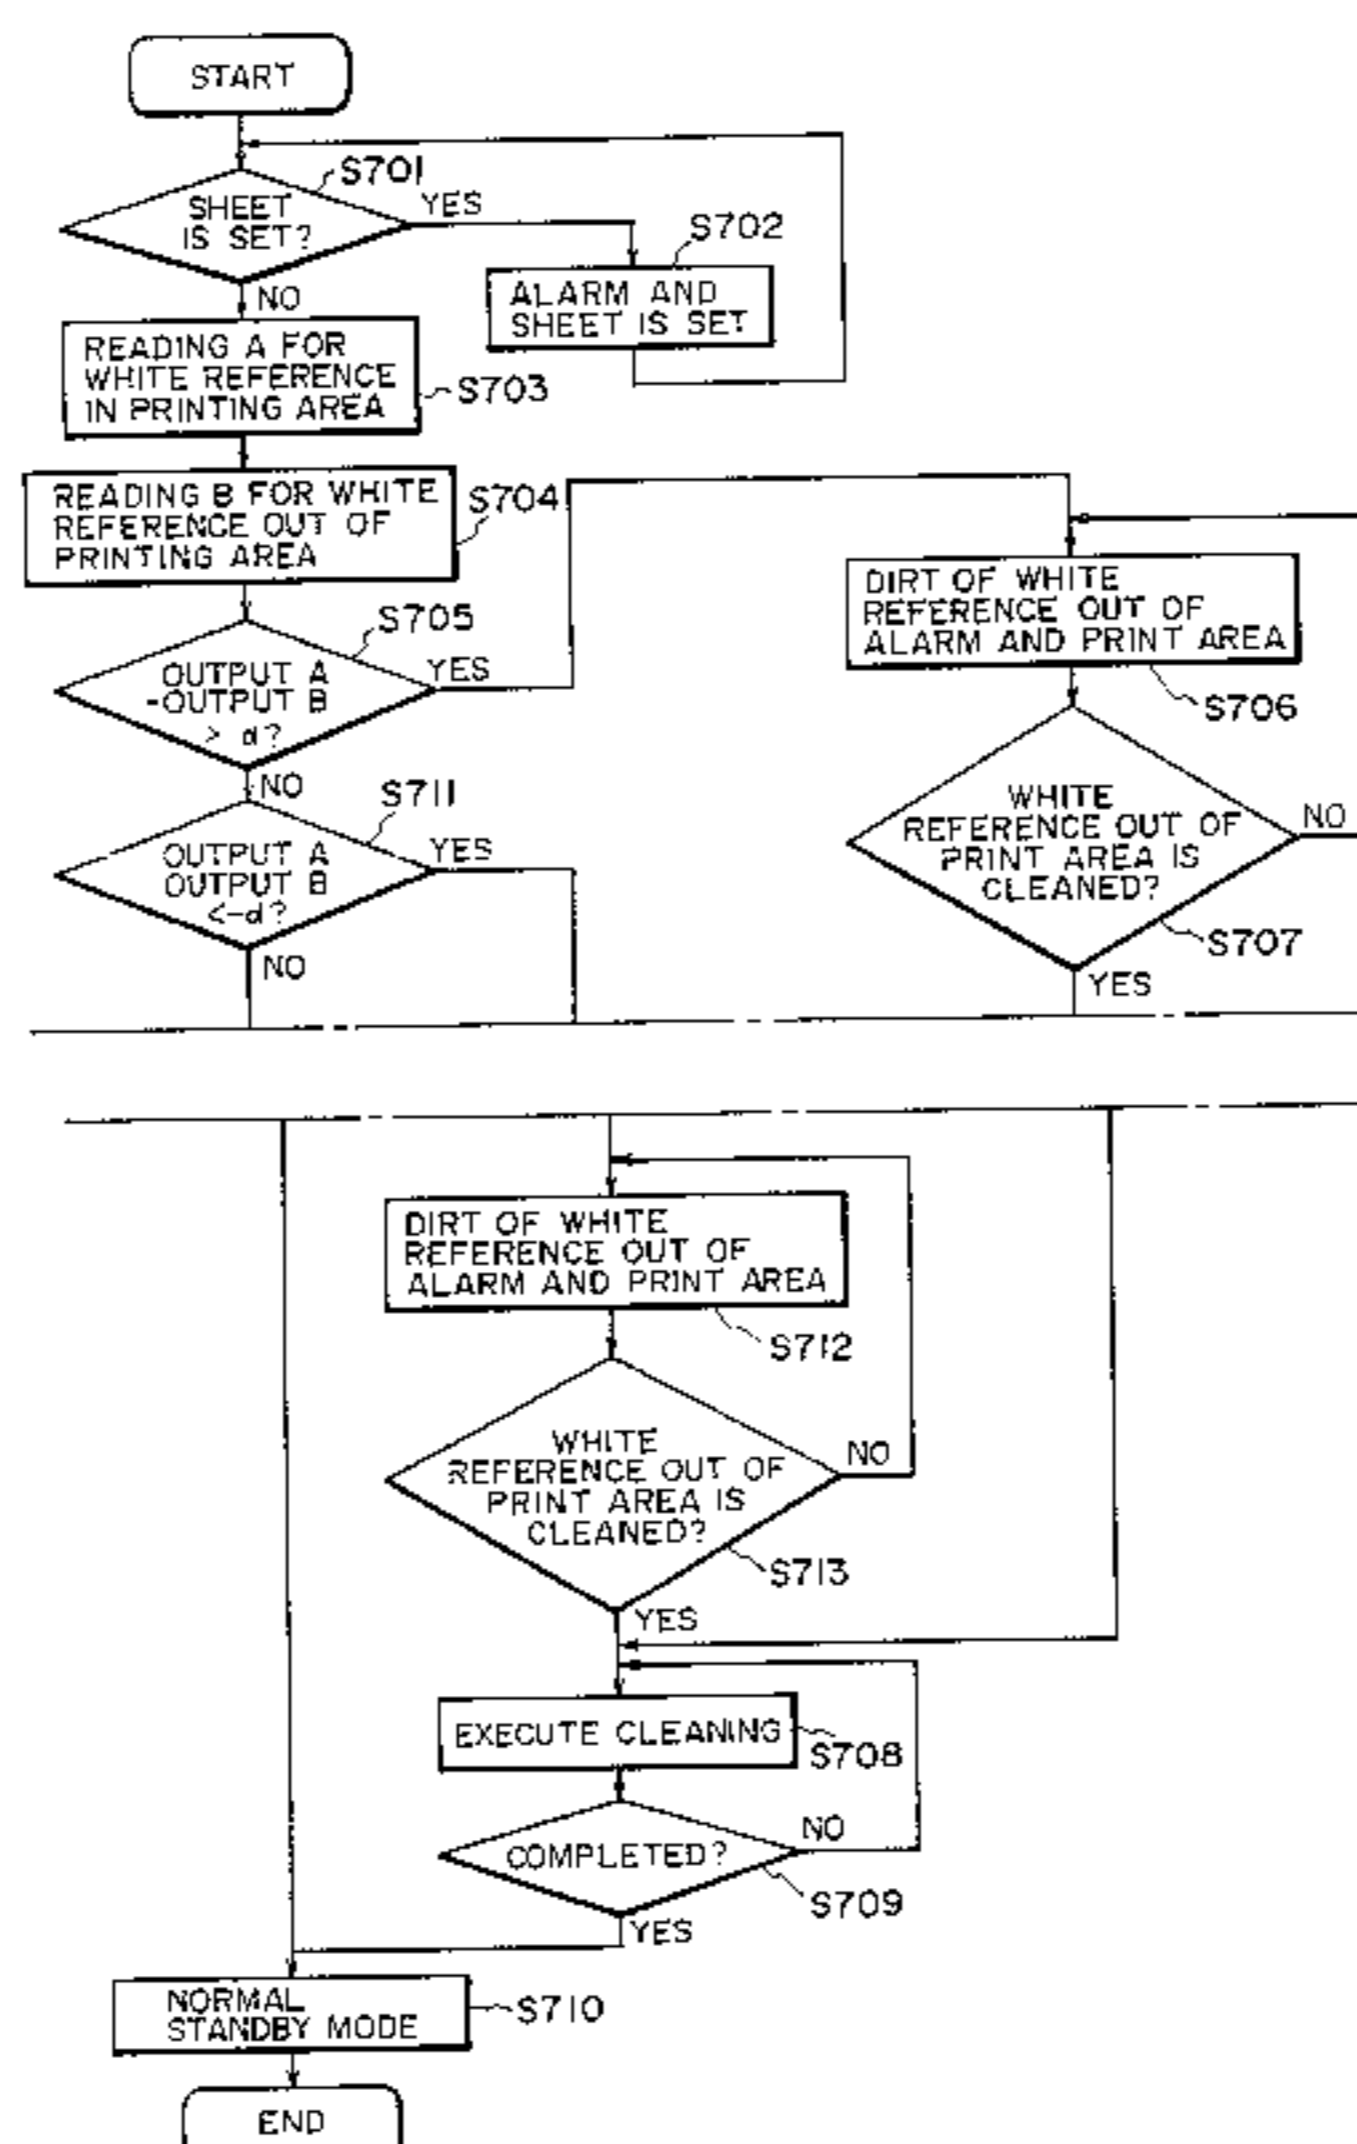 START
S701
SHEET
IS SET?
YES
S702
ALARM AND
SHEET IS SET
NO
READING A FOR
WHITE REFERENCE
IN PRINTING AREA
S703
READING B FOR WHITE
REFERENCE OUT OF
PRINTING AREA
S704
S705
OUTPUT A
-OUTPUT B
> d?
YES
NO
DIRT OF WHITE
REFERENCE OUT OF
ALARM AND PRINT AREA
S706
S711
OUTPUT A
OUTPUT B
<-d?
YES
NO
WHITE
REFERENCE OUT OF
PRINT AREA IS
CLEANED?
NO
S707
YES
DIRT OF WHITE
REFERENCE OUT OF
ALARM AND PRINT AREA
S712
WHITE
REFERENCE OUT OF
PRINT AREA IS
CLEANED?
NO
S713
YES
EXECUTE CLEANING
S708
COMPLETED?
NO
S709
YES
NORMAL
STANDBY MODE
S710
END